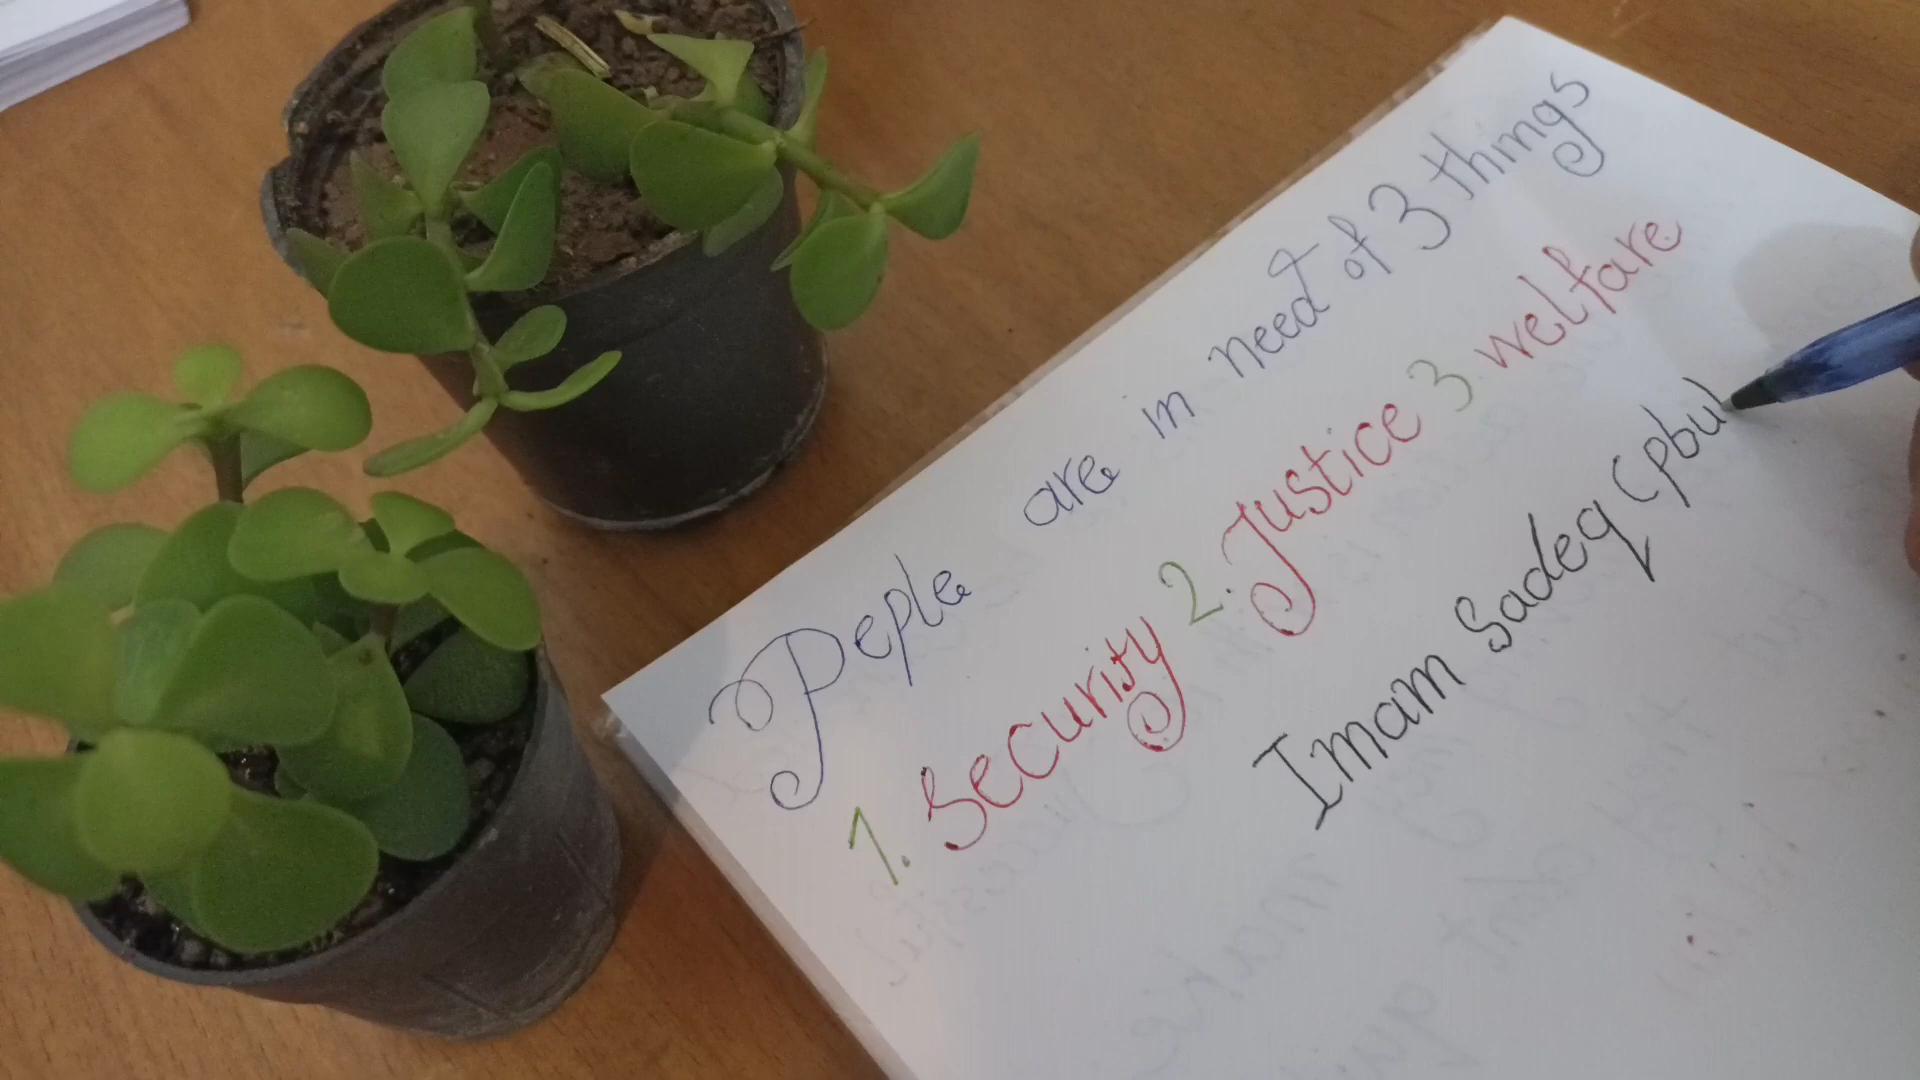 Peple are in need of 3 things
1. Security 2. Justice 3 welfare
Imam Sadeq (pbu